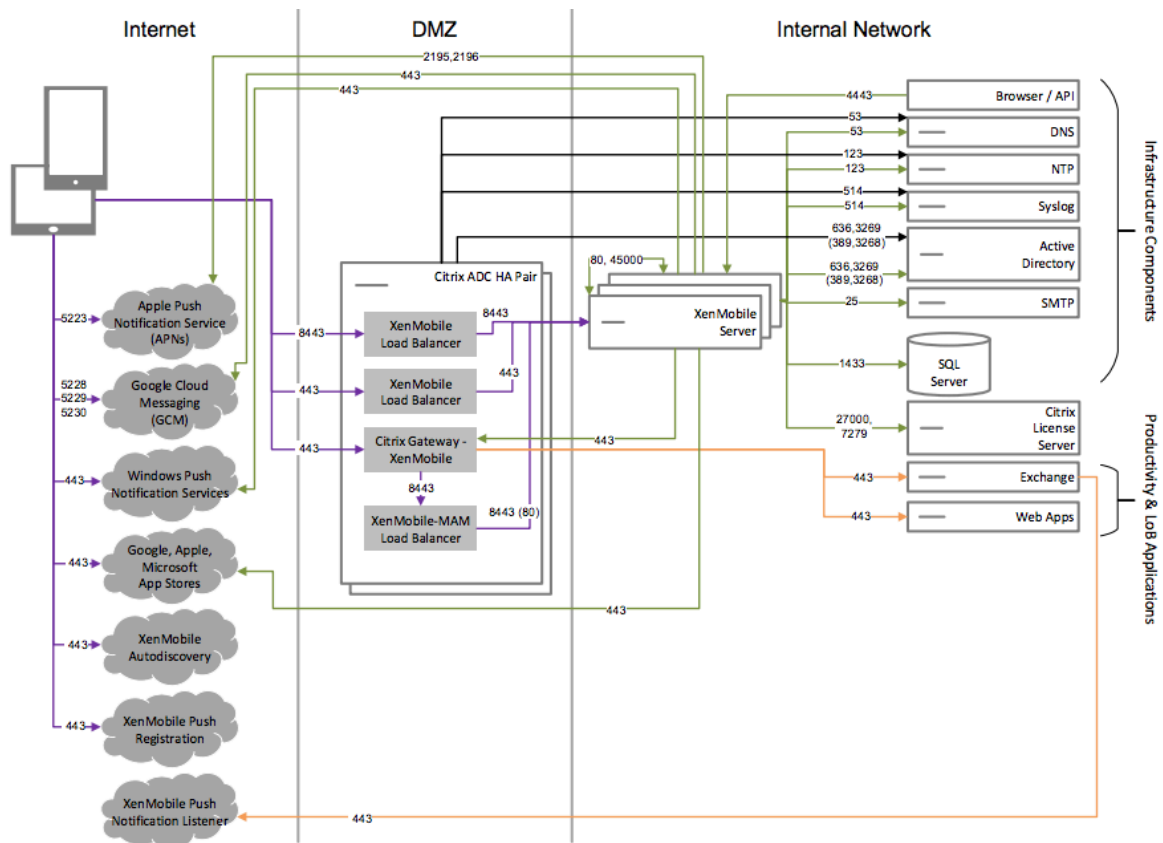 Internet
DMZ
Internal Network
2195,2196
443
443
4443
Browser / API
53
53
DNS
123
123
NTP
514
514
Syslog
636,3269
(389,3268)
636,3269
(389,3268)
Active
Directory
25
SMTP
1433
SQL
Server
27000,
7279
Citrix
License
Server
443
Exchange
443
Web Apps
Infrastructure Components
Productivity & LoB Applications
80, 45000
XenMobile
Server
Citrix ADC HA Pair
8443
XenMobile
Load Balancer
8443
443
XenMobile
Load Balancer
443
443
Citrix Gateway -
XenMobile
443
8443
XenMobile-MAM
Load Balancer
8443 (80)
5223
Apple Push
Notification Service
(APNs)
5228
5229
5230
Google Cloud
Messaging
(GCM)
443
Windows Push
Notification Services
443
Google, Apple,
Microsoft
App Stores
443
443
XenMobile
Autodiscovery
443
XenMobile Push
Registration
XenMobile Push
Notification Listener
443